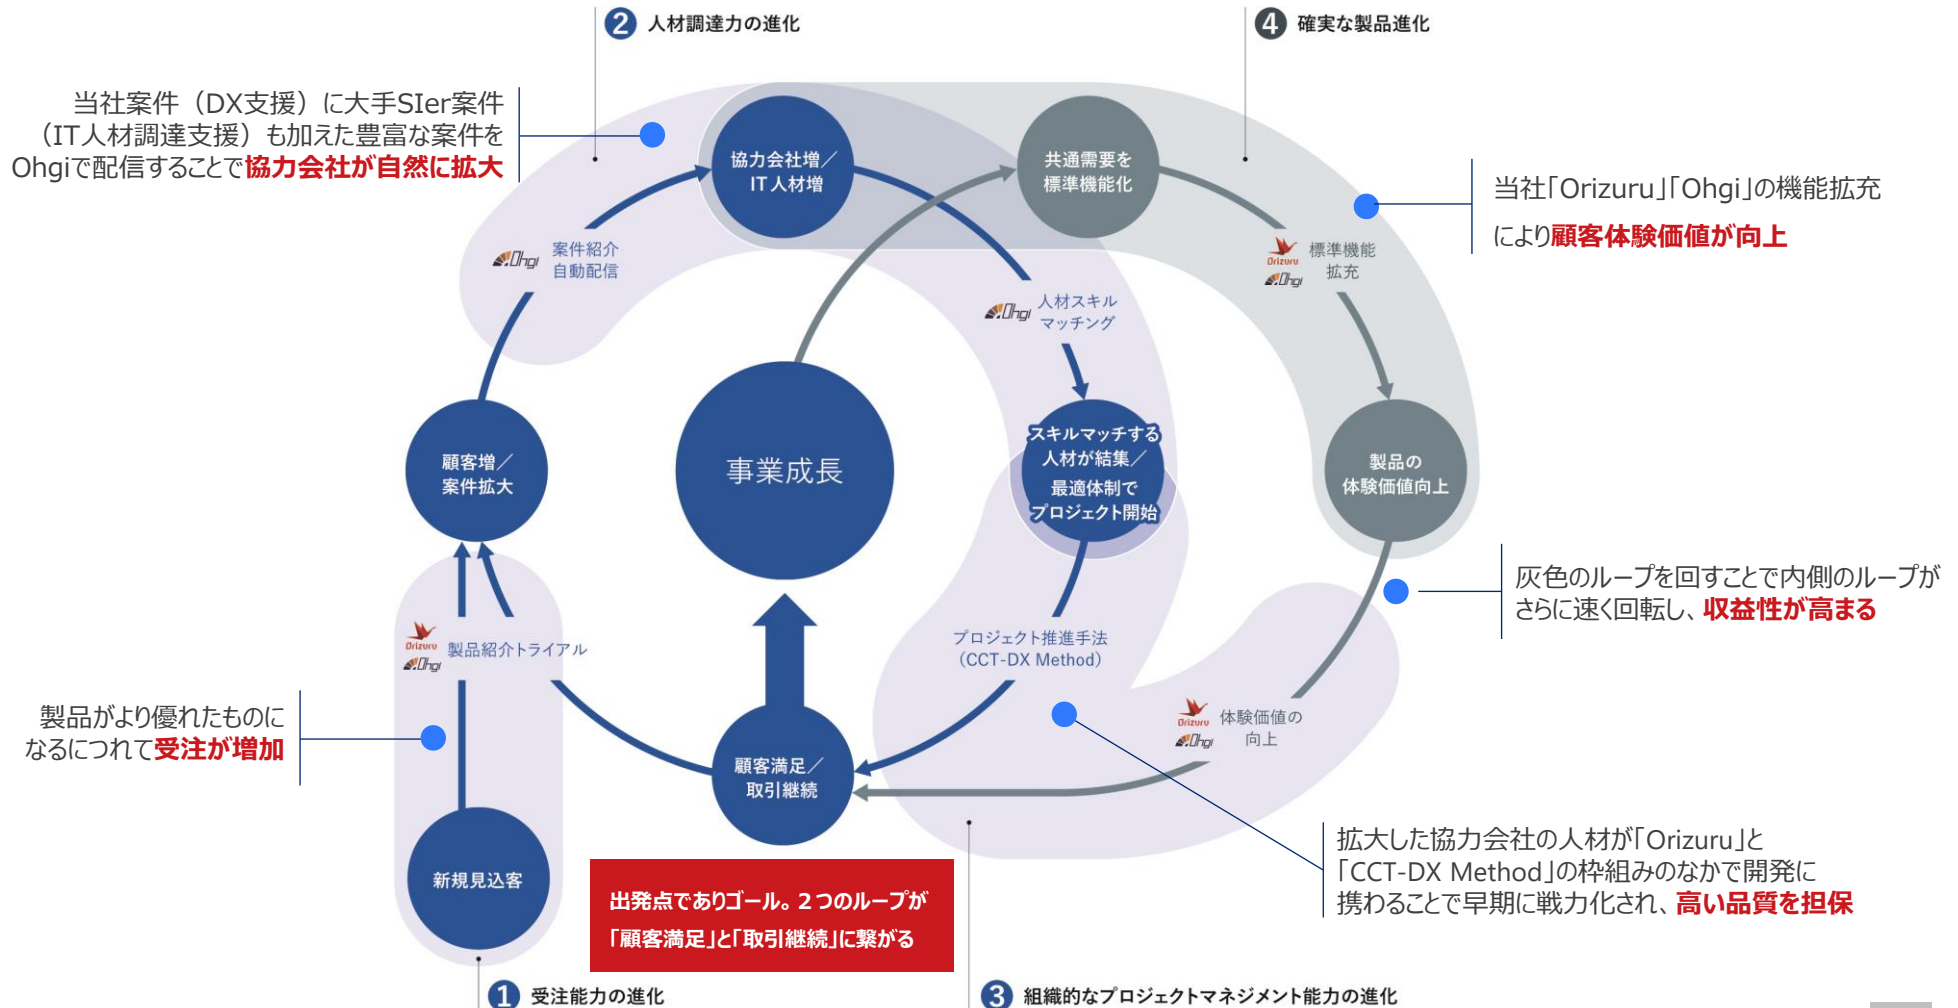 2 人材調達力の進化
4 確実な製品進化
当社案件（DX支援）に大手SIer案件
（IT人材調達支援）も加えた豊富な案件を
Ohgiで配信することで協力会社が自然に拡大
協力会社増／
IT人材増
共通需要を
標準機能化
当社「Orizuru」「Ohgi」の機能拡充
により顧客体験価値が向上
Ohgi
案件紹介
自動配信
Orizuru
Ohgi
標準機能
拡充
Ohgi
人材スキル
マッチング
顧客増／
案件拡大
事業成長
スキルマッチする
人材が結集／
最適体制で
プロジェクト開始
製品の
体験価値向上
灰色のループを回すことで内側のループが
さらに速く回転し、収益性が高まる
Orizuru
Ohgi
製品紹介トライアル
プロジェクト推進手法
（CCT-DX Method）
製品がより優れたものに
なるにつれて受注が増加
Orizuru
Ohgi
体験価値の
向上
顧客満足／
取引継続
新規見込客
拡大した協力会社の人材が「Orizuru」と
「CCT-DX Method」の枠組みのなかで開発に
携わることで早期に戦力化され、高い品質を担保
出発点でありゴール。２つのループが
「顧客満足」と「取引継続」に繋がる
1 受注能力の進化
3 組織的なプロジェクトマネジメント能力の進化